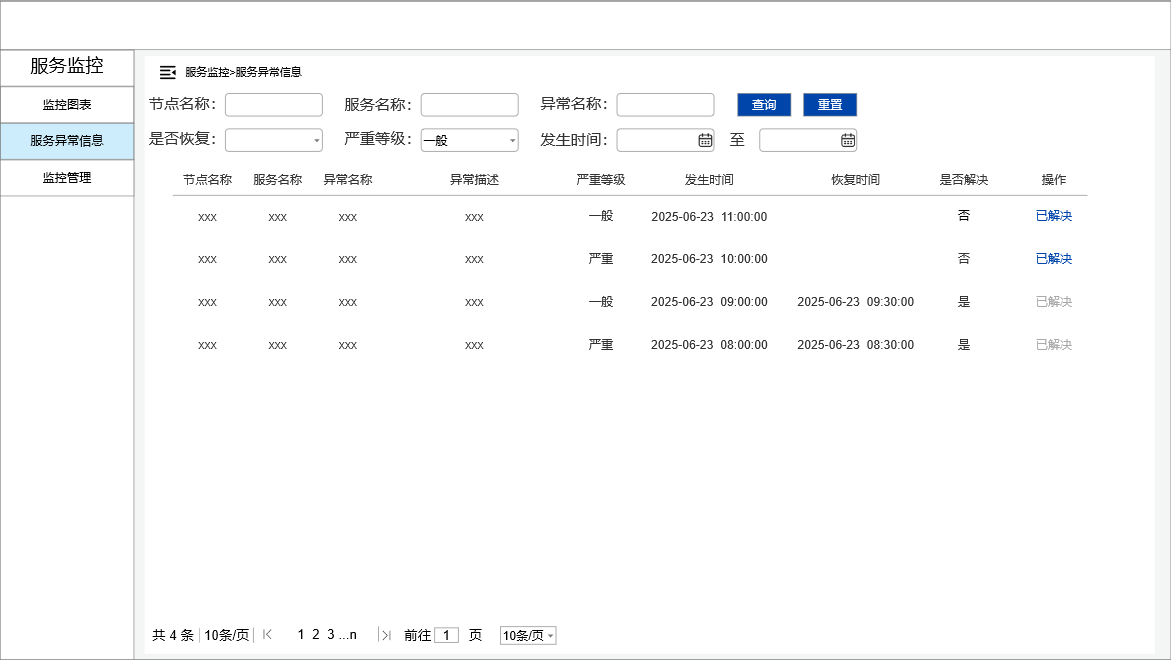 服务监控
监控图表
服务异常信息
监控管理
服务监控>服务异常信息
节点名称： 服务名称： 异常名称： 查询 重置
是否恢复： 严重等级： 一般 发生时间： 至
节点名称 服务名称 异常名称 异常描述 严重等级 发生时间 恢复时间 是否解决 操作
xxx xxx xxx xxx 一般 2025-06-23 11:00:00 否 已解决
xxx xxx xxx xxx 严重 2025-06-23 10:00:00 否 已解决
xxx xxx xxx xxx 一般 2025-06-23 09:00:00 2025-06-23 09:30:00 是 已解决
xxx xxx xxx xxx 严重 2025-06-23 08:00:00 2025-06-23 08:30:00 是 已解决
共 4 条 10条/页 1 2 3 ...n 前往 1 页 10条/页